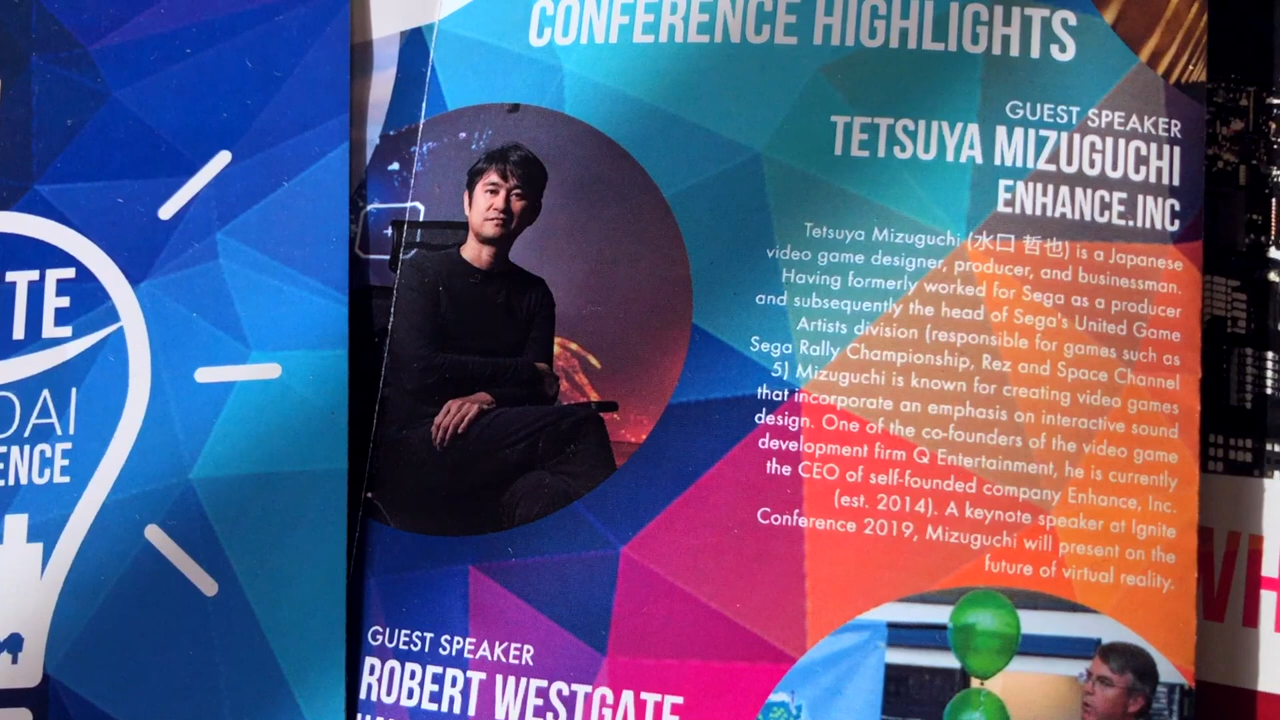 CONFERENCE HIGHLIGHTS
GUEST SPEAKER
TETSUYA MIZUGUCHI
ENHANCE.INC
Tetsuya Mizuguchi (水口 哲也) is a Japanese
video game designer, producer, and businessman.
Having formerly worked for Sega as a producer
and subsequently the head of Sega's United Game
Artists division (responsible for games such as
Sega Rally Championship, Rez and Space Channel
5) Mizuguchi is known for creating video games
that incorporate an emphasis on interactive sound
design. One of the co-founders of the video game
development firm Q Entertainment, he is currently
the CEO of self-founded company Enhance, Inc.
(est. 2014). A keynote speaker at Ignite
Conference 2019, Mizuguchi will present on the
future of virtual reality.
GUEST SPEAKER
ROBERT WESTGATE
TE
DAI
ENCE